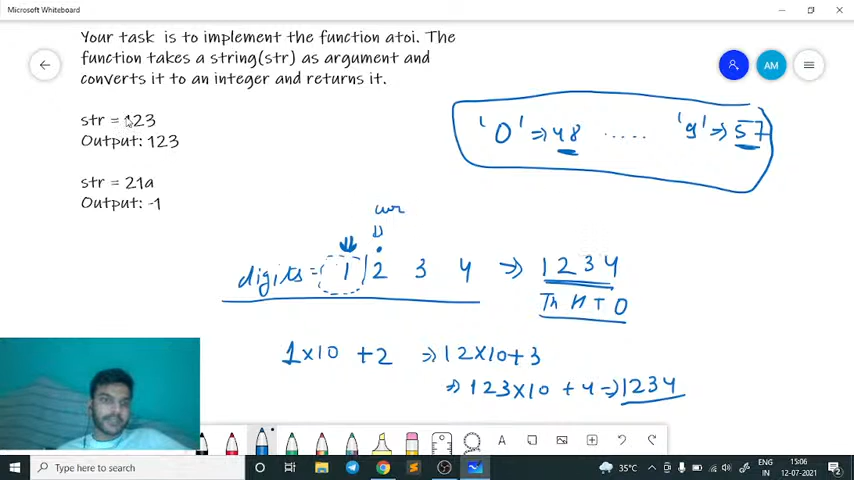 Microsoft Whiteboard
Your task is to implement the function atoi. The
function takes a string(str) as argument and
converts it to an integer and returns it.
AM
str = 123
Output: 123
'0' ⇒ 48 ..... '9' ⇒ 57
str = 21a
Output: -1
cur
digits = 1 2 3 4 ⇒ 1234
Th H T O
1×10 + 2 ⇒ 12×10+3
⇒ 123×10 + 4 ⇒ 1234
Type here to search
35°C
ENG
IN
15:06
12-07-2021